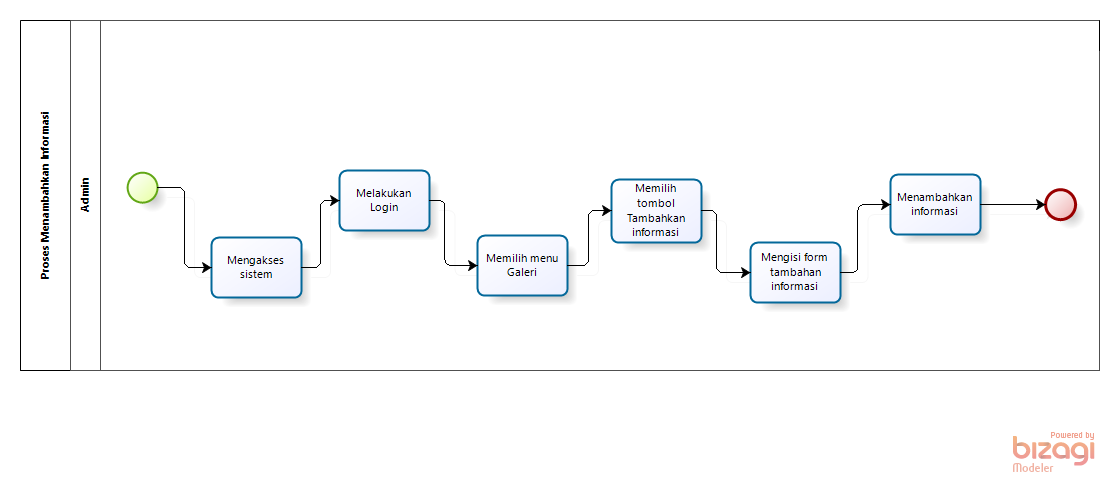 Proses Menambahkan Informasi
Admin
Mengakses
sistem
Melakukan
Login
Memilih menu
Galeri
Memilih
tombol
Tambahkan
informasi
Mengisi form
tambahan
informasi
Menambahkan
informasi
Powered by
bizagi
Modeler